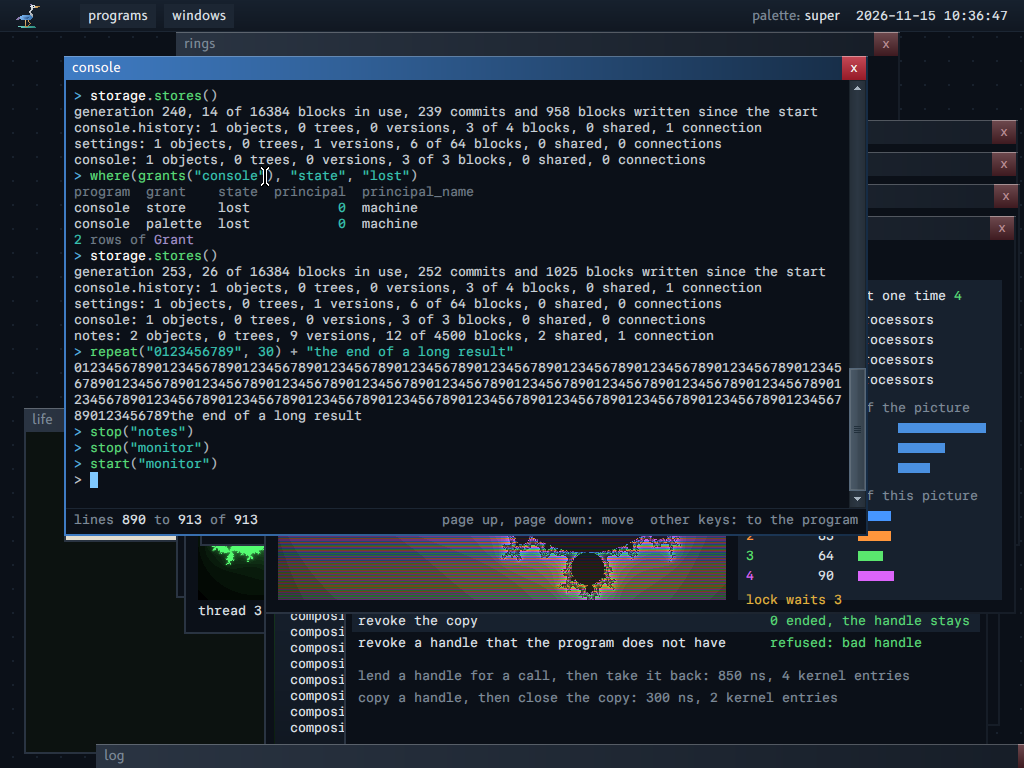 programs windows palette: super 2026-11-15 10:36:47
rings x
console x
> storage.stores()
generation 240, 14 of 16384 blocks in use, 239 commits and 958 blocks written since the start
console.history: 1 objects, 0 trees, 0 versions, 3 of 4 blocks, 0 shared, 1 connection
settings: 1 objects, 0 trees, 1 versions, 6 of 64 blocks, 0 shared, 0 connections
console: 1 objects, 0 trees, 0 versions, 3 of 3 blocks, 0 shared, 0 connections
> where(grants("console"), "state", "lost")
program grant state principal principal_name
console store lost 0 machine
console palette lost 0 machine
2 rows of Grant
> storage.stores()
generation 253, 26 of 16384 blocks in use, 252 commits and 1025 blocks written since the start
console.history: 1 objects, 0 trees, 0 versions, 3 of 4 blocks, 0 shared, 1 connection
settings: 1 objects, 0 trees, 1 versions, 6 of 64 blocks, 0 shared, 0 connections
console: 1 objects, 0 trees, 0 versions, 3 of 3 blocks, 0 shared, 0 connections
notes: 2 objects, 0 trees, 9 versions, 12 of 4500 blocks, 2 shared, 1 connection
> repeat("0123456789", 30) + "the end of a long result"
012345678901234567890123456789012345678901234567890123456789012345678901234567890123456789012345
678901234567890123456789012345678901234567890123456789012345678901234567890123456789012345678901
234567890123456789012345678901234567890123456789012345678901234567890123456789012345678901234567
890123456789the end of a long result
> stop("notes")
> stop("monitor")
> start("monitor")
>
lines 890 to 913 of 913 page up, page down: move other keys: to the program
x
x
x
x
t one time 4
rocessors
rocessors
rocessors
rocessors
f the picture
f this picture
life
2 83
3 64
4 90
lock waits 3
thread 3
composi
composi
composi
composi
composi
composi
composi
composi
revoke the copy 0 ended, the handle stays
revoke a handle that the program does not have refused: bad handle
lend a handle for a call, then take it back: 850 ns, 4 kernel entries
copy a handle, then close the copy: 300 ns, 2 kernel entries
log